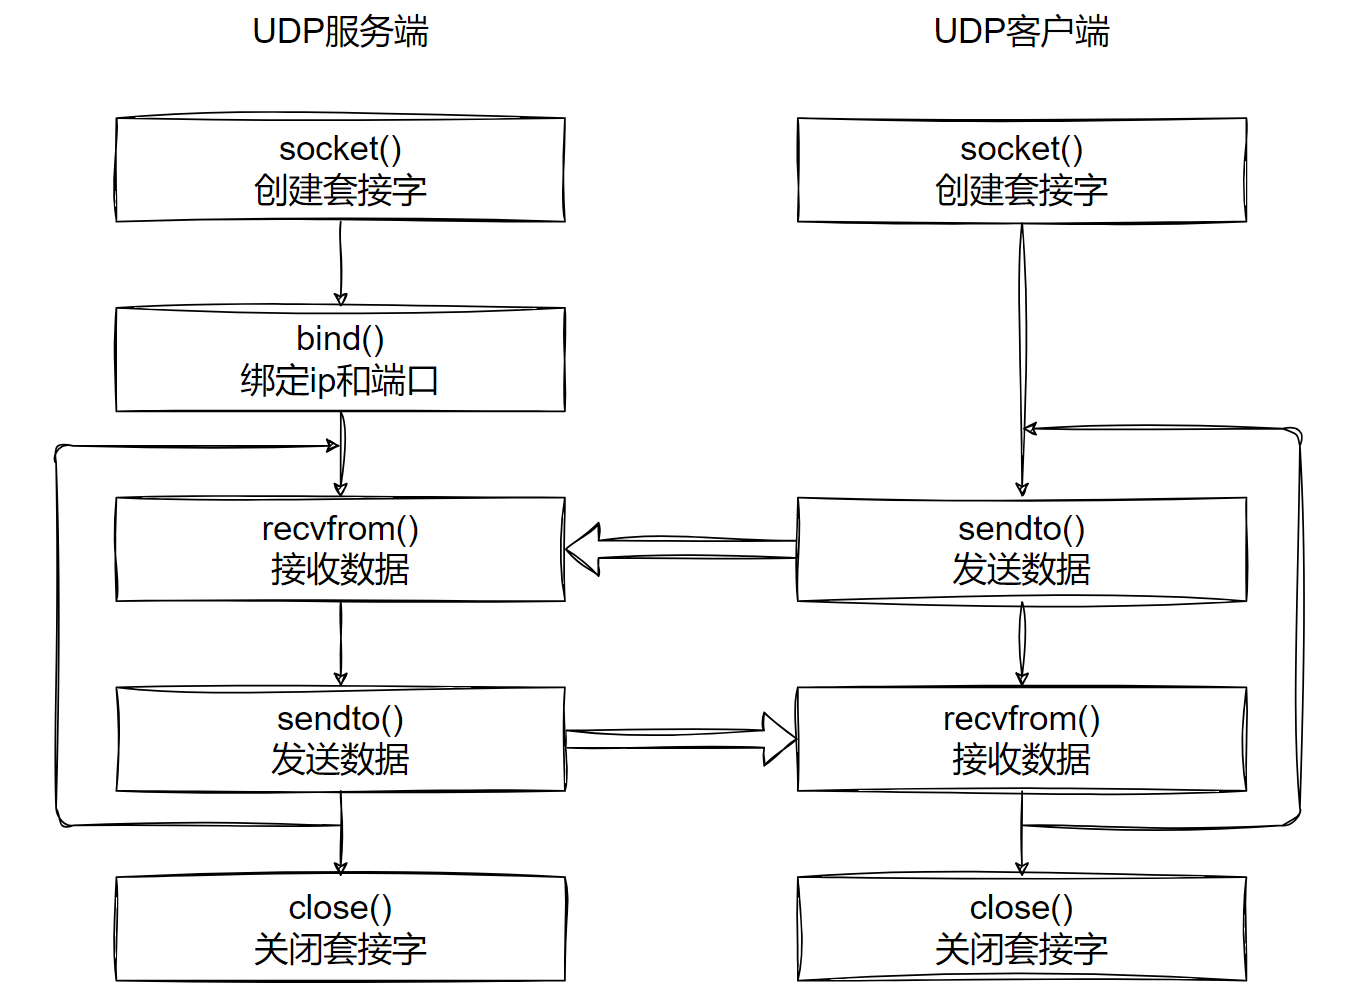 UDP服务端
UDP客户端
socket()
创建套接字
socket()
创建套接字
bind()
绑定ip和端口
recvfrom()
接收数据
sendto()
发送数据
sendto()
发送数据
recvfrom()
接收数据
close()
关闭套接字
close()
关闭套接字